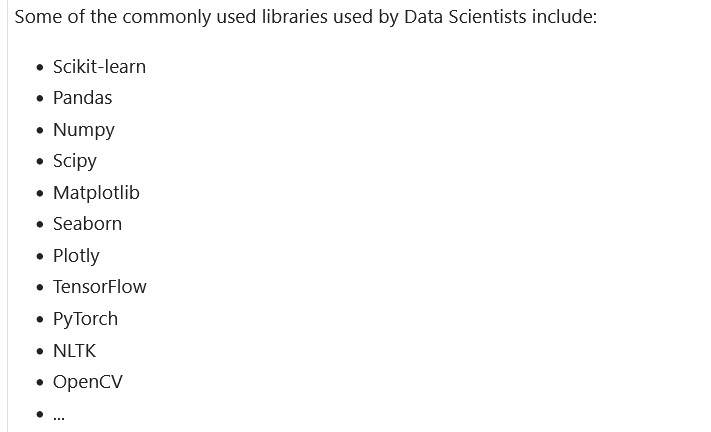 Some of the commonly used libraries used by Data Scientists include:
• Scikit-learn
• Pandas
• Numpy
• Scipy
• Matplotlib
• Seaborn
• Plotly
• TensorFlow
• PyTorch
• NLTK
• OpenCV
• ...